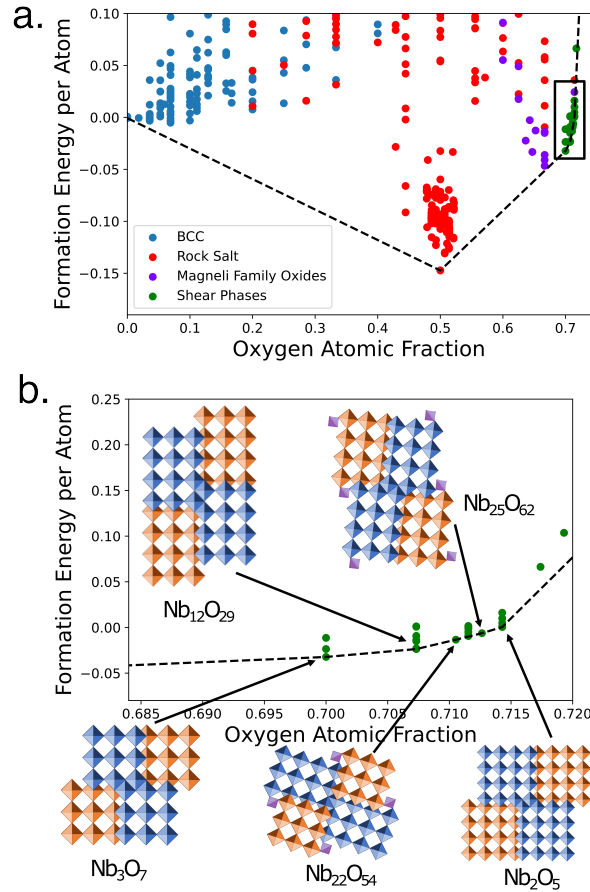 a.
Formation Energy per Atom
0.10
0.05
0.00
−0.05
−0.10
−0.15
BCC
Rock Salt
Magneli Family Oxides
Shear Phases
0.0 0.1 0.2 0.3 0.4 0.5 0.6 0.7
Oxygen Atomic Fraction
b.
Formation Energy per Atom
0.25
0.20
0.15
0.10
0.05
0.00
−0.05
Nb₁₂O₂₉
Nb₂₅O₆₂
0.685 0.690 0.695 0.700 0.705 0.710 0.715 0.720
Oxygen Atomic Fraction
Nb₃O₇
Nb₂₂O₅₄
Nb₂O₅